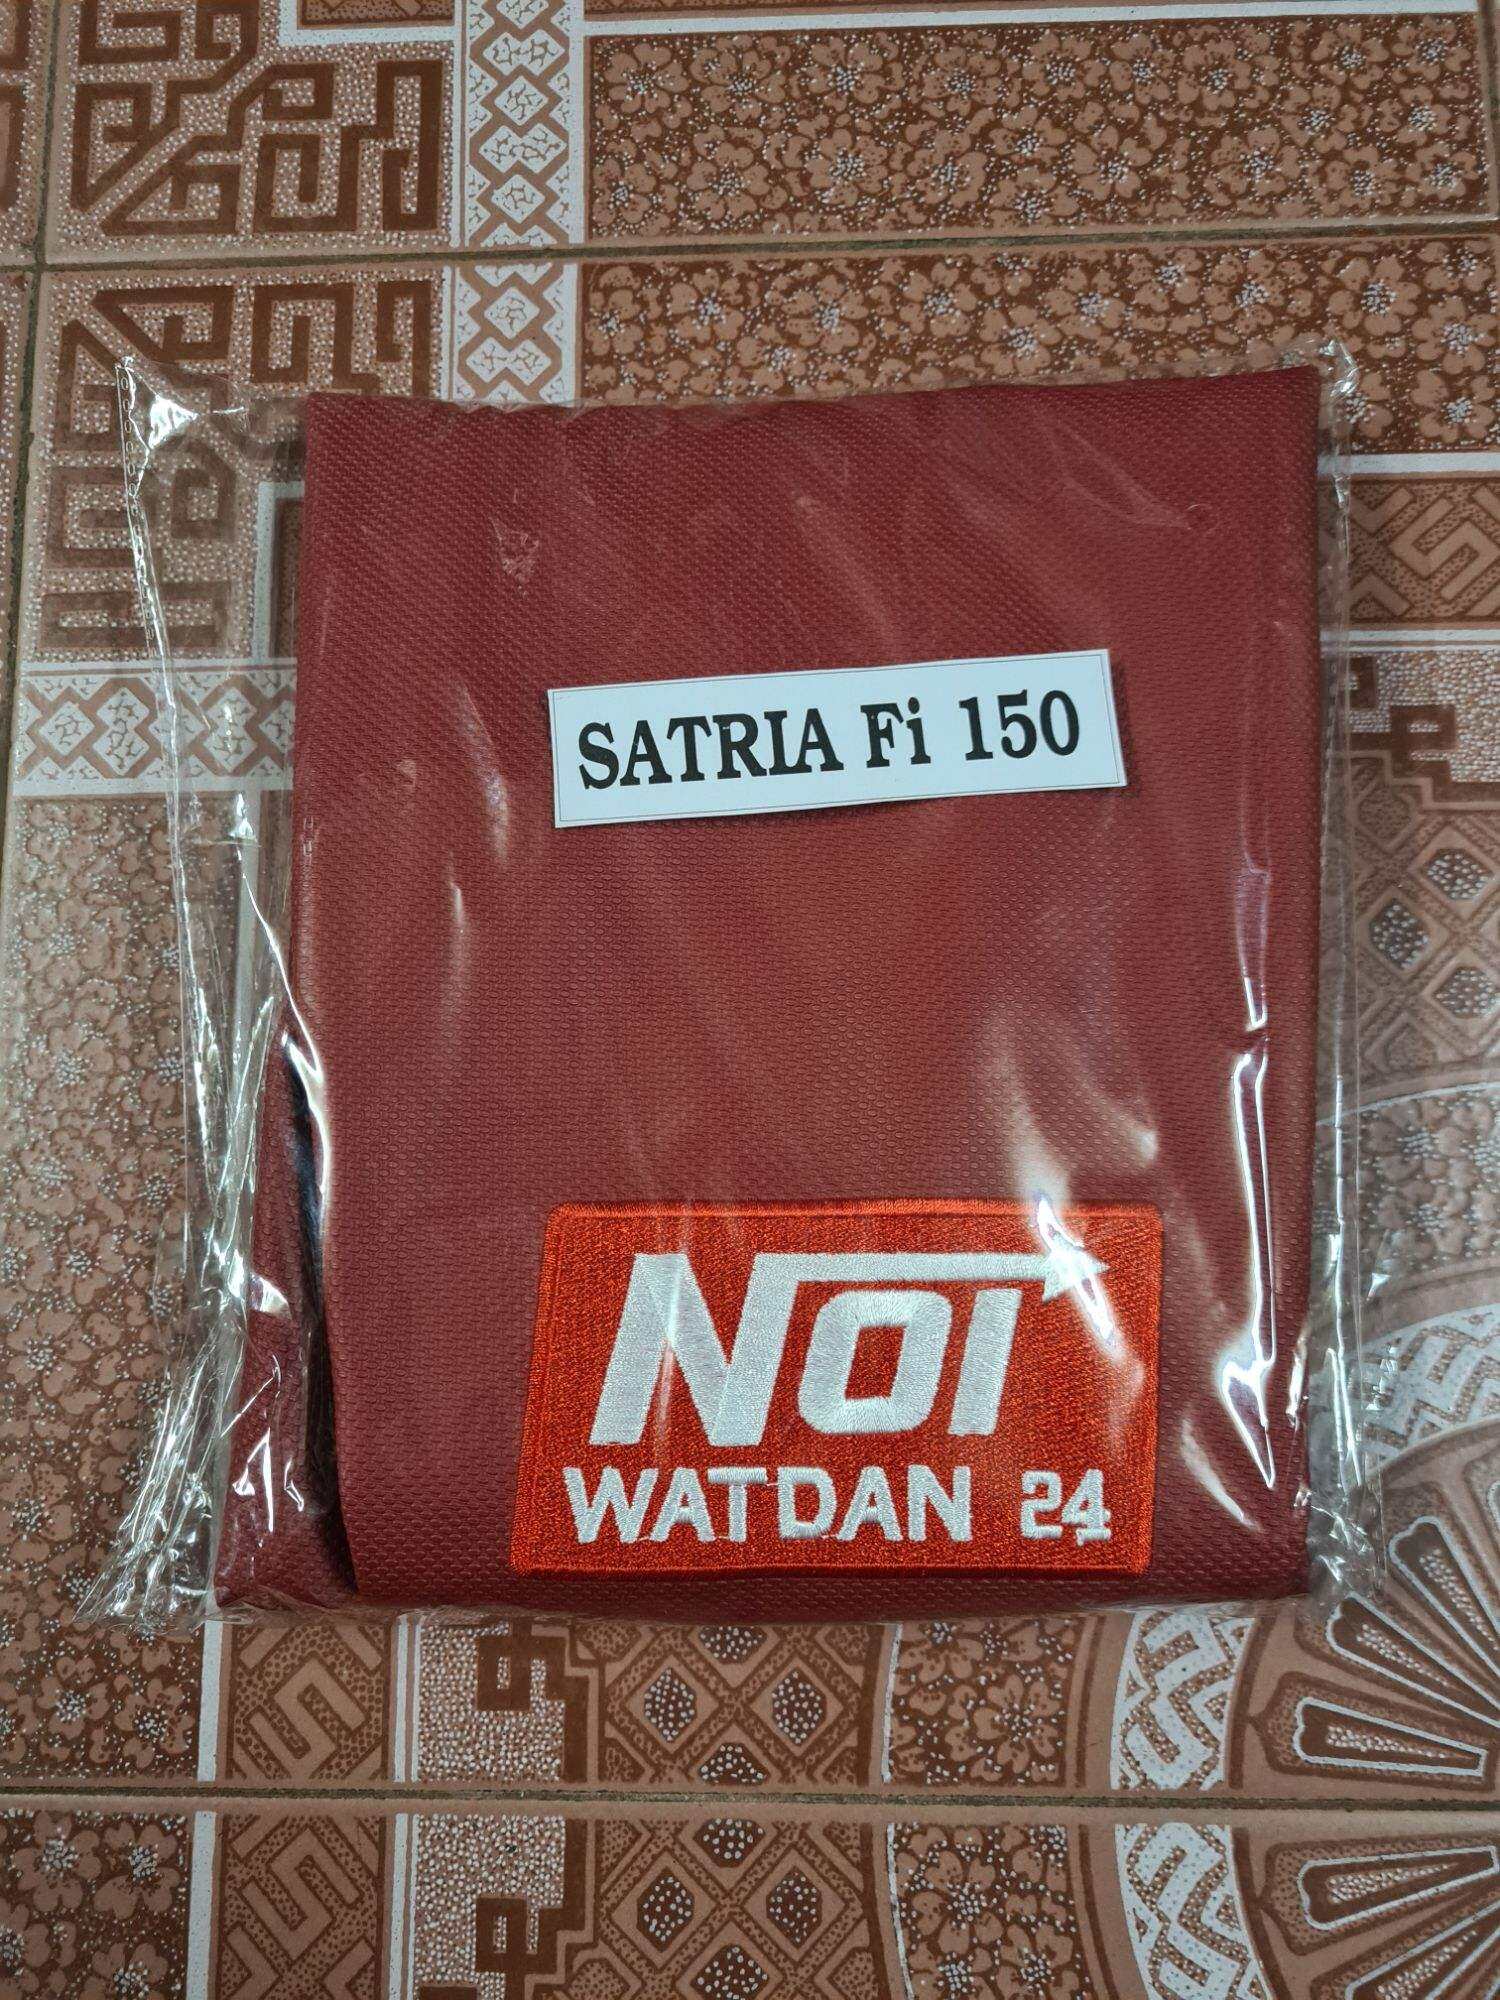 SATRIA Fi 150
NOI
WATDAN 24